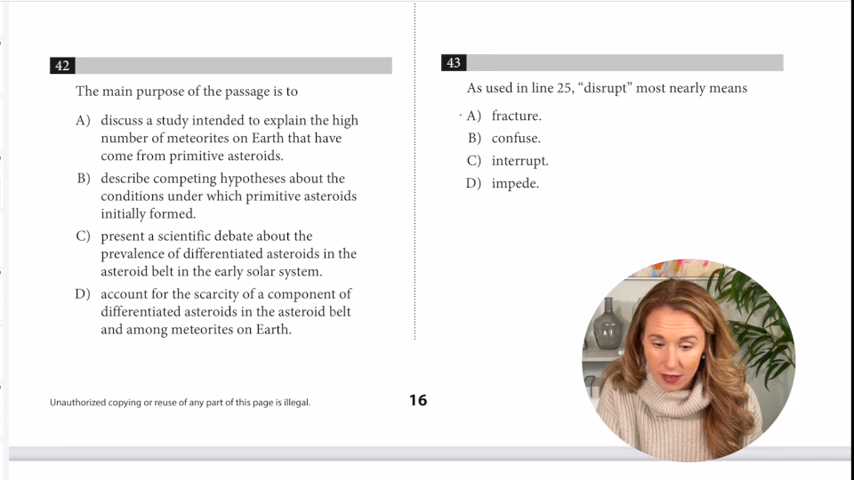 42
The main purpose of the passage is to
A) discuss a study intended to explain the high
number of meteorites on Earth that have
come from primitive asteroids.
B) describe competing hypotheses about the
conditions under which primitive asteroids
initially formed.
C) present a scientific debate about the
prevalence of differentiated asteroids in the
asteroid belt in the early solar system.
D) account for the scarcity of a component of
differentiated asteroids in the asteroid belt
and among meteorites on Earth.
43
As used in line 25, “disrupt” most nearly means
A) fracture.
B) confuse.
C) interrupt.
D) impede.
Unauthorized copying or reuse of any part of this page is illegal.
16